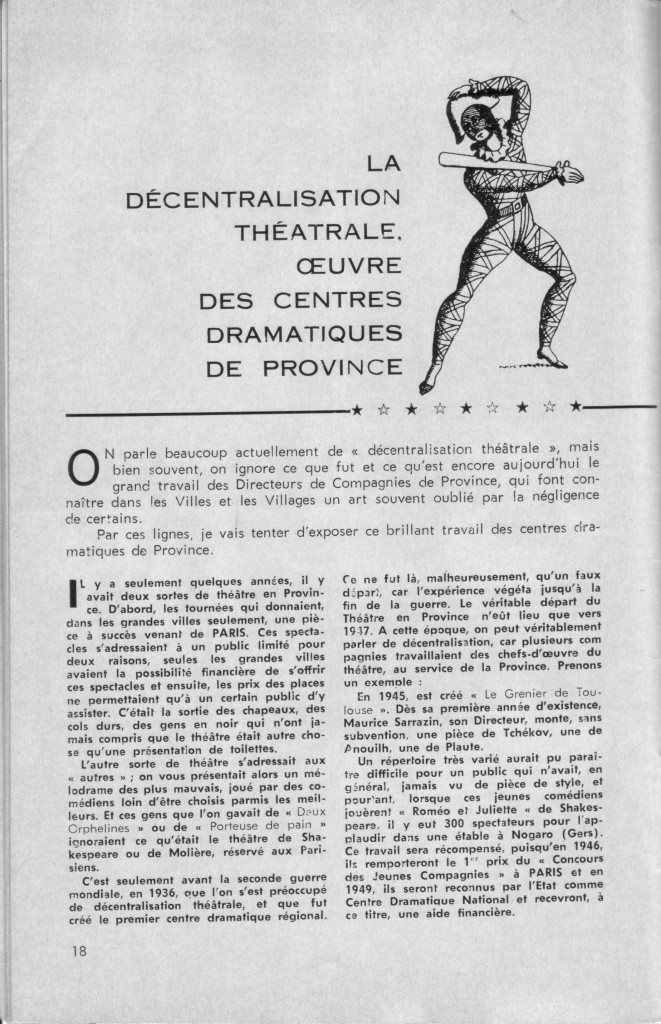 LA
DÉCENTRALISATION
THÉATRALE,
ŒUVRE
DES CENTRES
DRAMATIQUES
DE PROVINCE
ON parle beaucoup actuellement de « décentralisation théâtrale », mais
bien souvent, on ignore ce que fut et ce qu'est encore aujourd'hui le
grand travail des Directeurs de Compagnies de Province, qui font con-
naître dans les Villes et les Villages un art souvent oublié par la négligence
de certains.
Par ces lignes, je vais tenter d'exposer ce brillant travail des centres dra-
matiques de Province.
IL y a seulement quelques années, il y
avait deux sortes de théâtre en Provin-
ce. D'abord, les tournées qui donnaient,
dans les grandes villes seulement, une piè-
ce à succès venant de PARIS. Ces specta-
cles s'adressaient à un public limité pour
deux raisons, seules les grandes villes
avaient la possibilité financière de s'offrir
ces spectacles et ensuite, les prix des places
ne permettaient qu'à un certain public d'y
assister. C'était la sortie des chapeaux, des
cols durs, des gens en noir qui n'ont ja-
mais compris que le théâtre était autre cho-
se qu'une présentation de toilettes.
L'autre sorte de théâtre s'adressait aux
« autres » ; on vous présentait alors un mé-
lodrame des plus mauvais, joué par des co-
médiens loin d'être choisis parmis les meil-
leurs. Et ces gens que l'on gavait de « Deux
Orphelines » ou de « Porteuse de pain »
ignoraient ce qu'était le théâtre de Sha-
kespeare ou de Molière, réservé aux Pari-
siens.
C'est seulement avant la seconde guerre
mondiale, en 1936, que l'on s'est préoccupé
de décentralisation théâtrale, et que fut
créé le premier centre dramatique régional.
Ce ne fut là, malheureusement, qu'un faux
départ, car l'expérience végéta jusqu'à la
fin de la guerre. Le véritable départ du
Théâtre en Province n'eût lieu que vers
1947. A cette époque, on peut véritablement
parler de décentralisation, car plusieurs com
pagnies travaillaient des chefs-d'œuvre du
théâtre, au service de la Province. Prenons
un exemple :
En 1945, est créé « Le Grenier de Tou-
louse ». Dès sa première année d'existence,
Maurice Sarrazin, son Directeur, monte, sans
subvention, une pièce de Tchékov, une de
Anouilh, une de Plaute.
Un répertoire très varié aurait pu paraî-
tre difficile pour un public qui n'avait, en
général, jamais vu de pièce de style, et
pourtant, lorsque ces jeunes comédiens
jouèrent « Roméo et Juliette « de Shakes-
peare, il y eut 300 spectateurs pour l'ap-
plaudir dans une étable à Nogaro (Gers).
Ce travail sera récompensé, puisqu'en 1946,
ils remporteront le 1er prix du « Concours
des Jeunes Compagnies » à PARIS et en
1949, ils seront reconnus par l'Etat comme
Centre Dramatique National et recevront, à
ce titre, une aide financière.
18